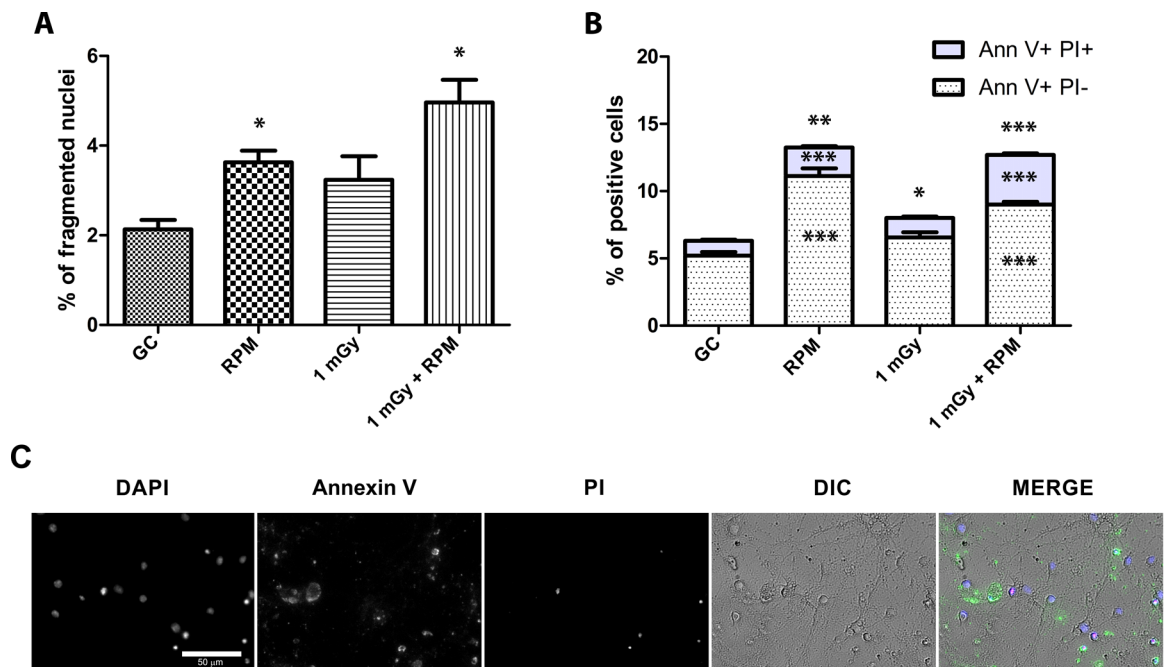 A
% of fragmented nuclei
6
4
2
0
*
*
GC
RPM
1 mGy
1 mGy + RPM
B
% of positive cells
20
15
10
5
0
Ann V+ PI+
Ann V+ PI-
**
***
***
*
***
***
***
GC
RPM
1 mGy
1 mGy + RPM
C
DAPI
Annexin V
PI
DIC
MERGE
50 µm